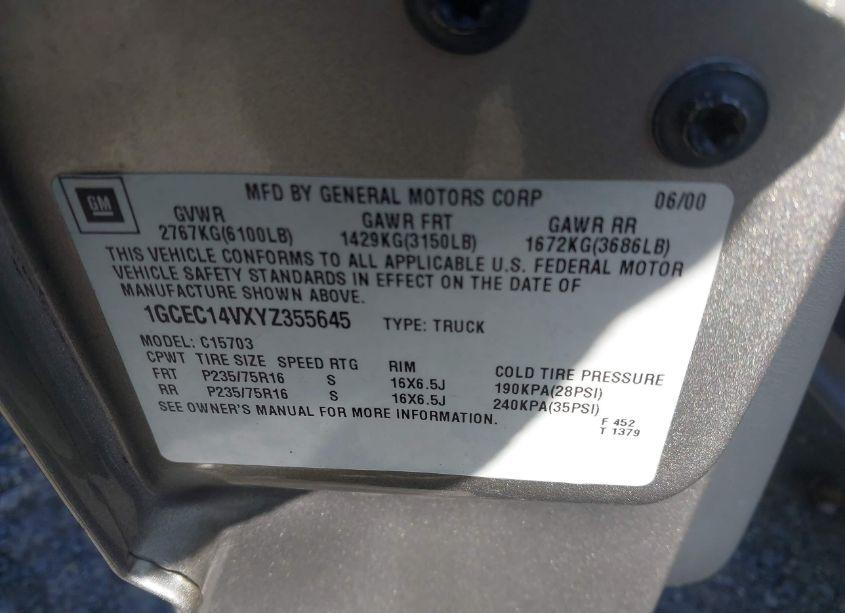 GM
MFD BY GENERAL MOTORS CORP 06/00
GVWR GAWR FRT GAWR RR
2767KG(6100LB) 1429KG(3150LB) 1672KG(3686LB)
THIS VEHICLE CONFORMS TO ALL APPLICABLE U.S. FEDERAL MOTOR
VEHICLE SAFETY STANDARDS IN EFFECT ON THE DATE OF
MANUFACTURE SHOWN ABOVE.
1GCEC14VXYZ355645 TYPE: TRUCK
MODEL: C15703
CPWT TIRE SIZE SPEED RTG RIM COLD TIRE PRESSURE
FRT P235/75R16 S 16X6.5J 190KPA(28PSI)
RR P235/75R16 S 16X6.5J 240KPA(35PSI)
SEE OWNER'S MANUAL FOR MORE INFORMATION.
F 452
T 1379